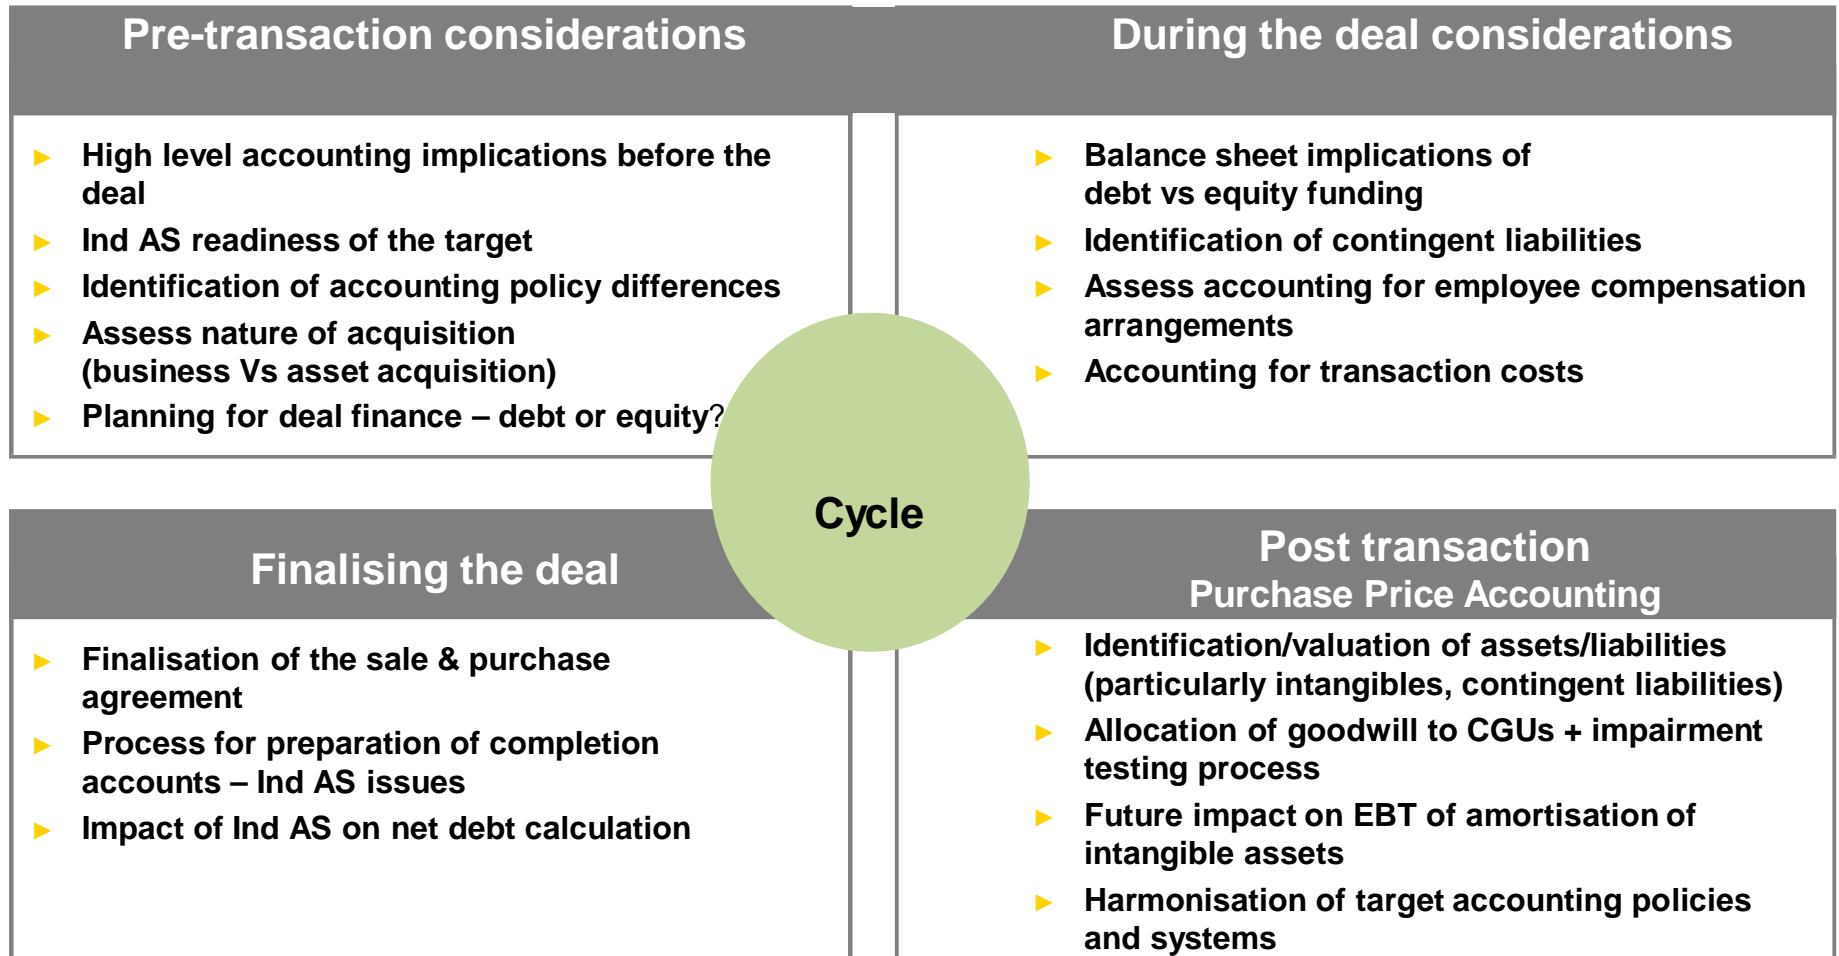 Pre-transaction considerations
► High level accounting implications before the
deal
► Ind AS readiness of the target
► Identification of accounting policy differences
► Assess nature of acquisition
(business Vs asset acquisition)
► Planning for deal finance – debt or equity?
During the deal considerations
► Balance sheet implications of
debt vs equity funding
► Identification of contingent liabilities
► Assess accounting for employee compensation
arrangements
► Accounting for transaction costs
Cycle
Finalising the deal
► Finalisation of the sale & purchase
agreement
► Process for preparation of completion
accounts – Ind AS issues
► Impact of Ind AS on net debt calculation
Post transaction
Purchase Price Accounting
► Identification/valuation of assets/liabilities
(particularly intangibles, contingent liabilities)
► Allocation of goodwill to CGUs + impairment
testing process
► Future impact on EBT of amortisation of
intangible assets
► Harmonisation of target accounting policies
and systems